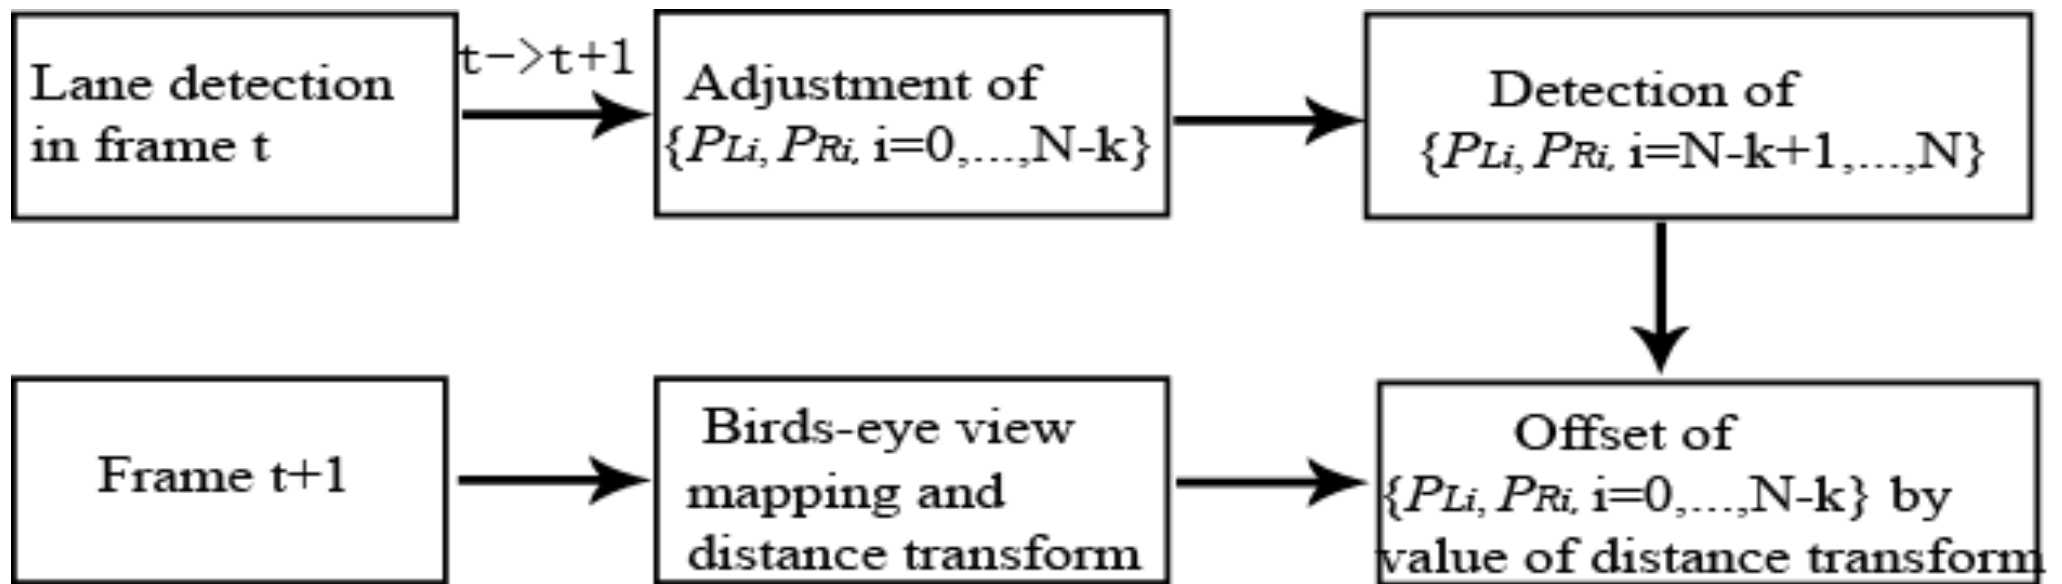 Lane detection
in frame t
t->t+1
Adjustment of
{PLi, PRi, i=0,...,N-k}
Detection of
{PLi, PRi, i=N-k+1,...,N}
Frame t+1
Birds-eye view
mapping and
distance transform
Offset of
{PLi, PRi, i=0,...,N-k} by
value of distance transform